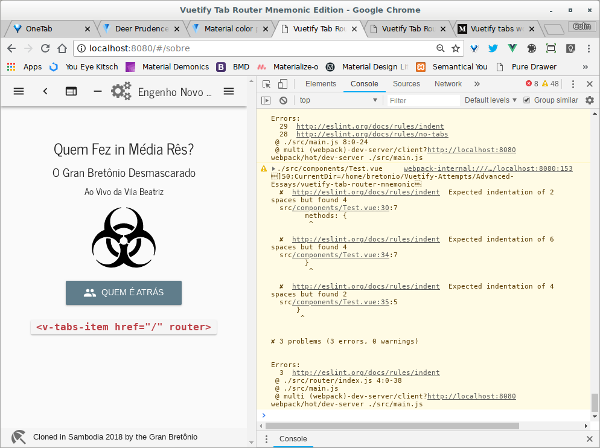 Vuetify Tab Router Mnemonic Edition - Google Chrome
OneTab
Deer Prudence
Material color p
Vuetify Tab Rou
Vuetify Tab Rou
Vuetify tabs w
Colin
localhost:8080/#/sobre
Apps
You Eye Kitsch
Material Demonics
BMD
Materialize-o
Material Design Li
Semantical You
Pure Drawer
Engenho Novo ...
Quem Fez in Média Rês?
O Gran Bretônio Desmascarado
Ao Vivo da Vila Beatriz
QUEM É ATRÁS
<v-tabs-item href="/" router>
Cloned in Sambodia 2018 by the Gran Bretônio
Elements Console Sources Network 8 48
top Filter Default levels Group similar
Errors:
29 http://eslint.org/docs/rules/indent
28 http://eslint.org/docs/rules/no-tabs
@ ./src/main.js 8:0-24
@ multi (webpack)-dev-server/client?http://localhost:8080
webpack/hot/dev-server ./src/main.js
./src/components/Test.vue webpack-internal:///…/localhost:8080:153
50;CurrentDir=/home/bretonio/Vuetify-Attempts/Advanced-
Essays/vuetify-tab-router-mnemonic
✘ http://eslint.org/docs/rules/indent Expected indentation of 2
spaces but found 4
src/components/Test.vue:30:7
methods: {
^
✘ http://eslint.org/docs/rules/indent Expected indentation of 6
spaces but found 4
src/components/Test.vue:34:7
}
^
✘ http://eslint.org/docs/rules/indent Expected indentation of 4
spaces but found 2
src/components/Test.vue:35:5
}
^
✘ 3 problems (3 errors, 0 warnings)
Errors:
3 http://eslint.org/docs/rules/indent
@ ./src/router/index.js 4:0-38
@ ./src/main.js
@ multi (webpack)-dev-server/client?http://localhost:8080
webpack/hot/dev-server ./src/main.js
Console